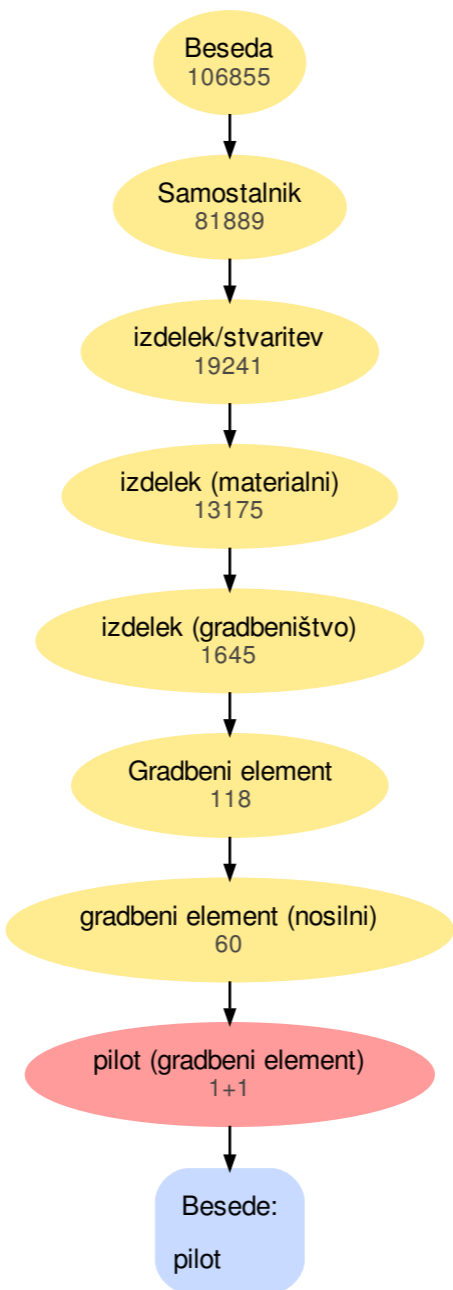 Beseda
106855
Samostalnik
81889
izdelek/stvaritev
19241
izdelek (materialni)
13175
izdelek (gradbeništvo)
1645
Gradbeni element
118
gradbeni element (nosilni)
60
pilot (gradbeni element)
1+1
Besede:
pilot